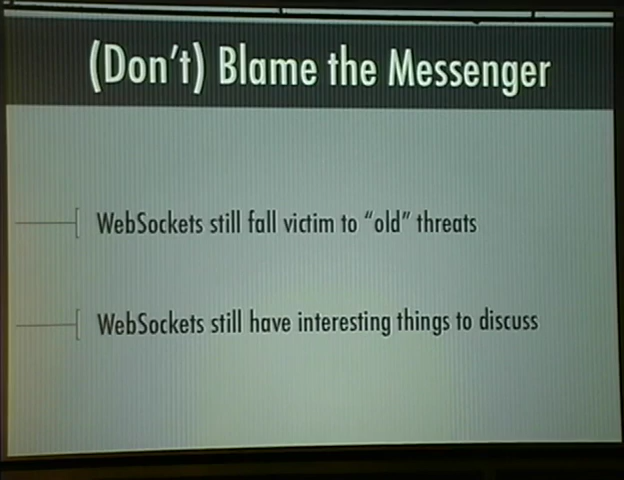 (Don't) Blame the Messenger
WebSockets still fall victim to “old” threats
WebSockets still have interesting things to discuss